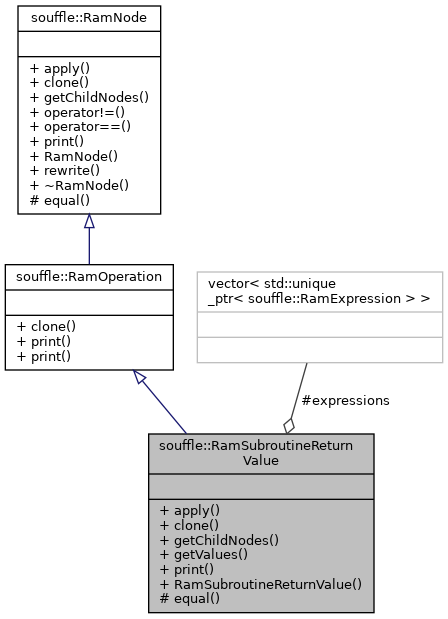 souffle::RamNode
+ apply()
+ clone()
+ getChildNodes()
+ operator!=()
+ operator==()
+ print()
+ RamNode()
+ rewrite()
+ ~RamNode()
# equal()
souffle::RamOperation
+ clone()
+ print()
+ print()
vector< std::unique
_ptr< souffle::RamExpression > >
#expressions
souffle::RamSubroutineReturn
Value
+ apply()
+ clone()
+ getChildNodes()
+ getValues()
+ print()
+ RamSubroutineReturnValue()
# equal()